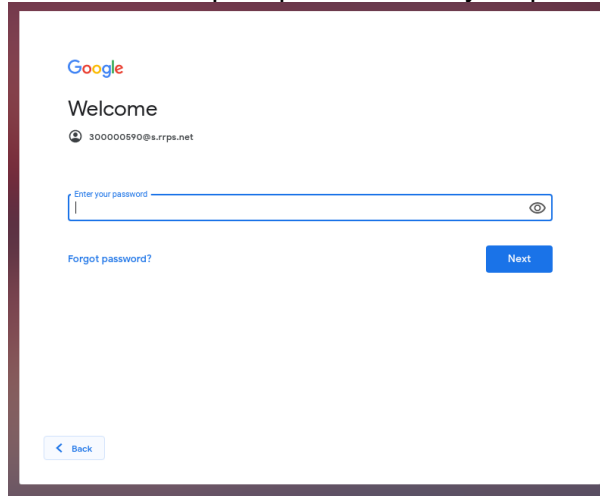 Google
Welcome
300000590@s.rrps.net
Enter your password
Forgot password?
Next
Back